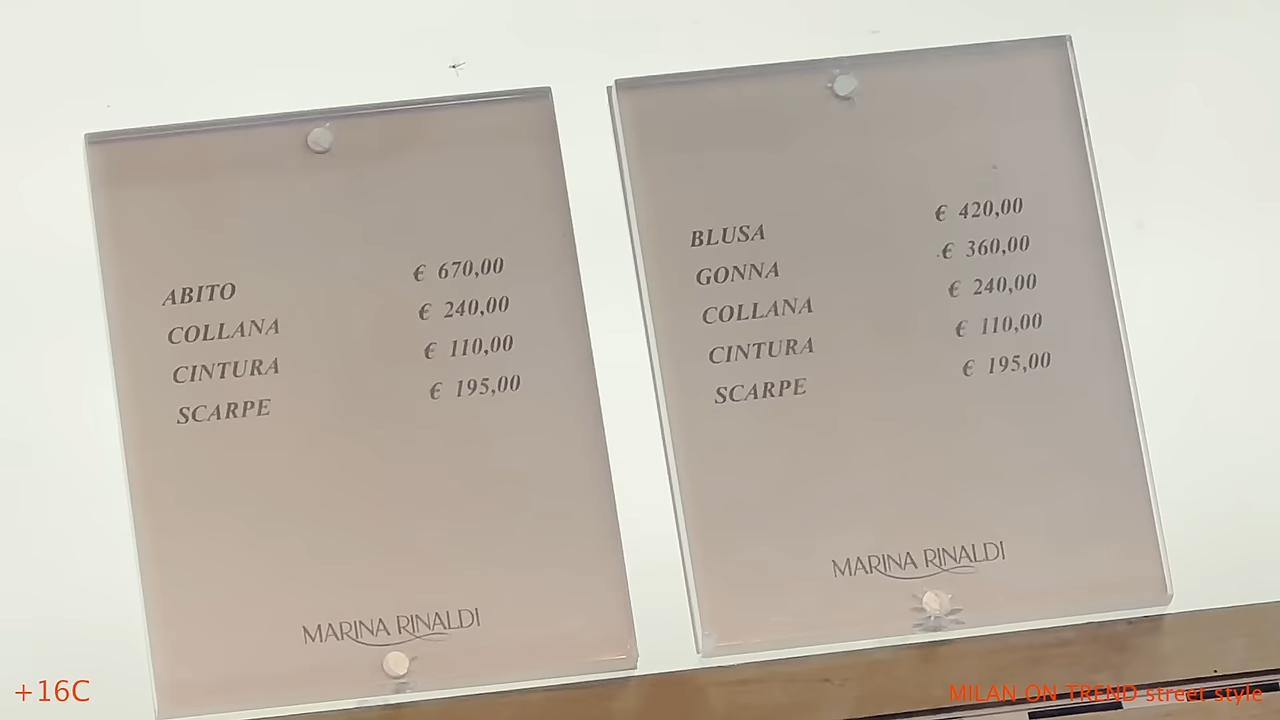 ABITO € 670,00
COLLANA € 240,00
CINTURA € 110,00
SCARPE € 195,00
MARINA RINALDI
BLUSA € 420,00
GONNA € 360,00
COLLANA € 240,00
CINTURA € 110,00
SCARPE € 195,00
MARINA RINALDI
+16C
MILAN ON TREND street style